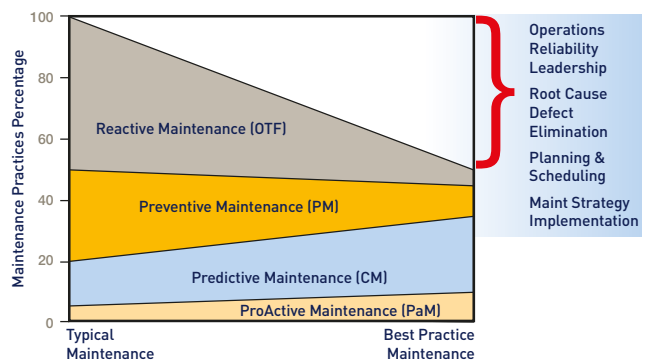 Maintenance Practices Percentage
100
80
60
40
20
0
Reactive Maintenance (OTF)
Preventive Maintenance (PM)
Predictive Maintenance (CM)
ProActive Maintenance (PaM)
Typical
Maintenance
Best Practice
Maintenance
Operations
Reliability
Leadership
Root Cause
Defect
Elimination
Planning &
Scheduling
Maint Strategy
Implementation